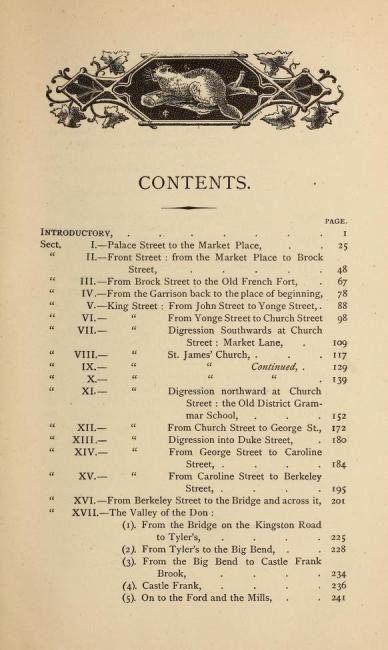 CONTENTS.
PAGE.
INTRODUCTORY, . . . . . . . 1
Sect. I.—Palace Street to the Market Place, . . 25
" II.—Front Street : from the Market Place to Brock
Street, . . . . . 48
" III.—From Brock Street to the Old French Fort, . 67
" IV.—From the Garrison back to the place of beginning, 78
" V.—King Street : From John Street to Yonge Street, . 88
" VI.— " From Yonge Street to Church Street 98
" VII.— " Digression Southwards at Church
Street : Market Lane, . 109
" VIII.— " St. James' Church, . . . 117
" IX.— " " Continued, . 129
" X.— " " " . 139
" XI.— " Digression northward at Church
Street : the Old District Gram-
mar School, . . . 152
" XII.— " From Church Street to George St., 172
" XIII.— " Digression into Duke Street, . 180
" XIV.— " From George Street to Caroline
Street, . . . . 184
" XV.— " From Caroline Street to Berkeley
Street, . . . . 195
" XVI.—From Berkeley Street to the Bridge and across it, 201
" XVII.—The Valley of the Don :
(1). From the Bridge on the Kingston Road
to Tyler's, . . . . 225
(2). From Tyler's to the Big Bend, . . 228
(3). From the Big Bend to Castle Frank
Brook, . . . . 234
(4). Castle Frank, . . . . 236
(5). On to the Ford and the Mills, . . 241